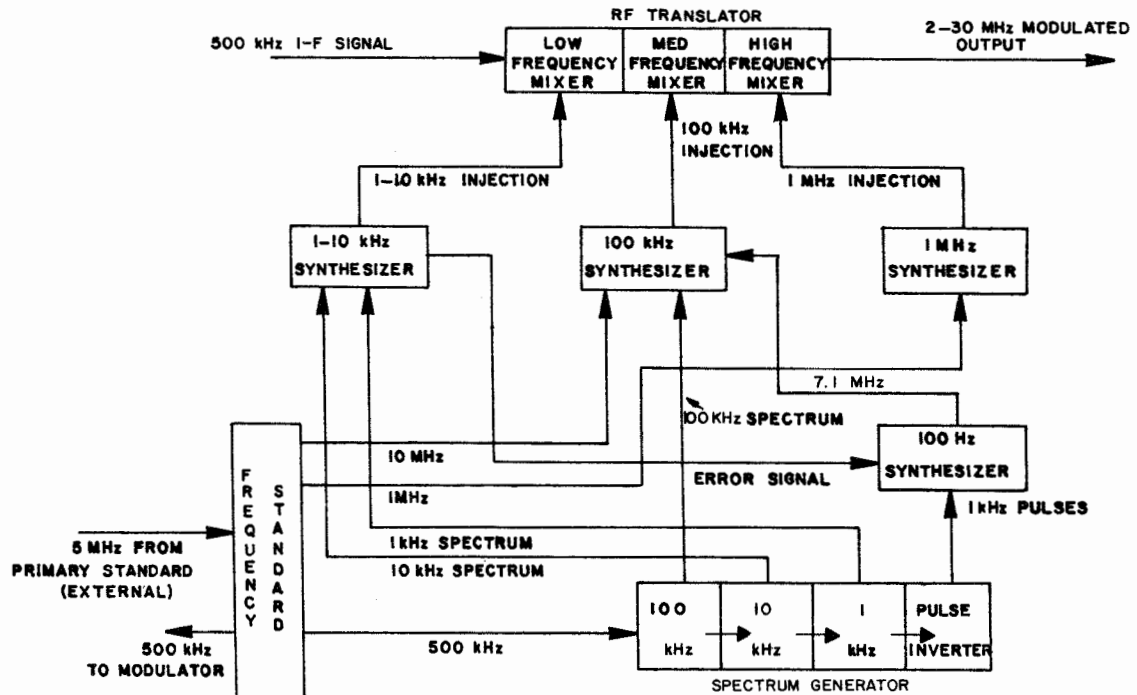 RF TRANSLATOR
500 kHz I-F SIGNAL
LOW
FREQUENCY
MIXER
MED
FREQUENCY
MIXER
HIGH
FREQUENCY
MIXER
2-30 MHz MODULATED
OUTPUT
100 kHz
INJECTION
1-10 kHz INJECTION
1 MHz INJECTION
1-10 kHz
SYNTHESIZER
100 kHz
SYNTHESIZER
1 MHz
SYNTHESIZER
7.1 MHz
100 KHz SPECTRUM
100 Hz
SYNTHESIZER
10 MHz
ERROR SIGNAL
1MHz
1 kHz PULSES
FREQUENCY
STANDARD
5 MHz FROM
PRIMARY STANDARD
(EXTERNAL)
1 kHz SPECTRUM
10 kHz SPECTRUM
500 kHz
TO MODULATOR
500 kHz
100
kHz
10
kHz
1
kHz
PULSE
INVERTER
SPECTRUM GENERATOR